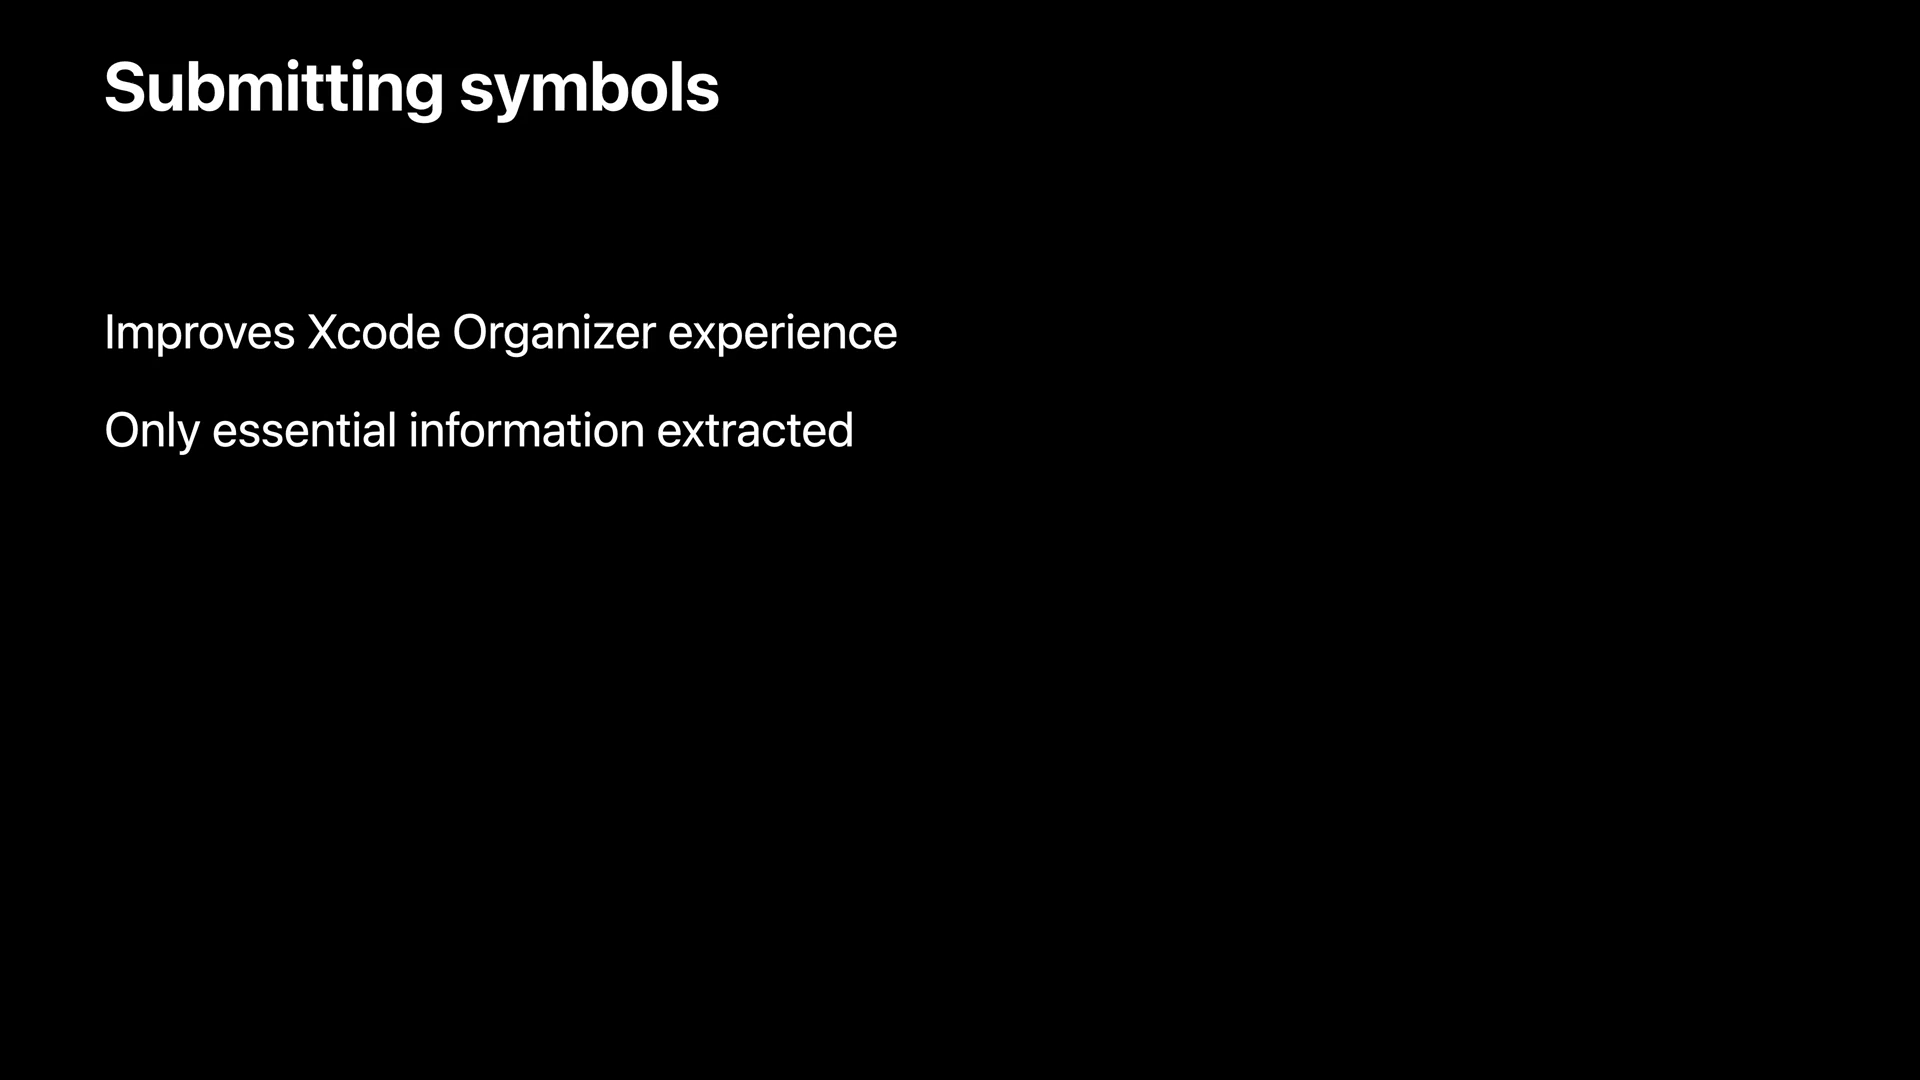 Submitting symbols
Improves Xcode Organizer experience
Only essential information extracted